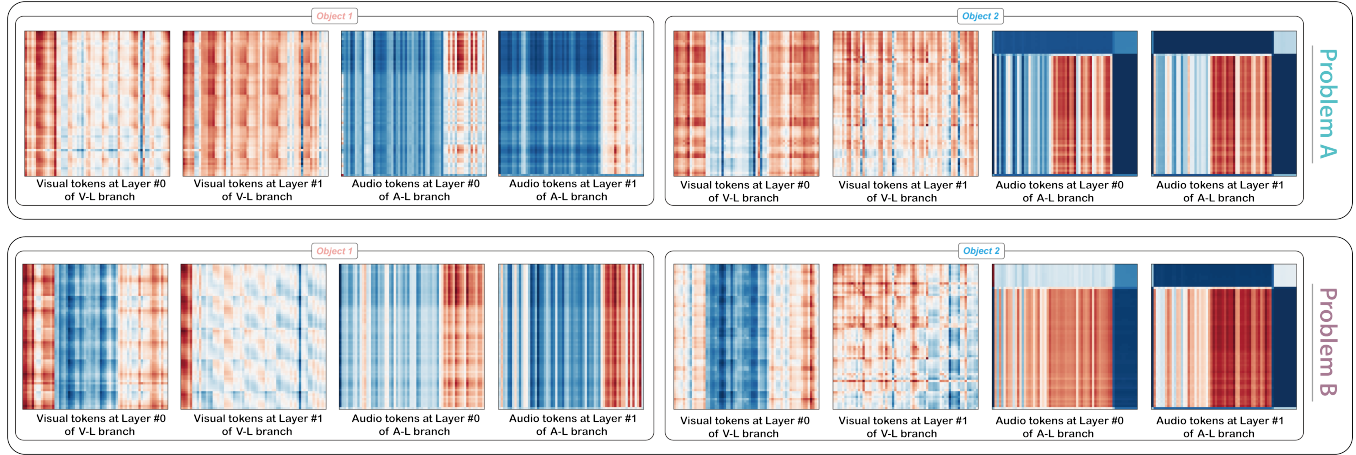 Object 1
Object 2
Visual tokens at Layer #0
of V-L branch
Visual tokens at Layer #1
of V-L branch
Audio tokens at Layer #0
of A-L branch
Audio tokens at Layer #1
of A-L branch
Visual tokens at Layer #0
of V-L branch
Visual tokens at Layer #1
of V-L branch
Audio tokens at Layer #0
of A-L branch
Audio tokens at Layer #1
of A-L branch
Problem A
Object 1
Object 2
Visual tokens at Layer #0
of V-L branch
Visual tokens at Layer #1
of V-L branch
Audio tokens at Layer #0
of A-L branch
Audio tokens at Layer #1
of A-L branch
Visual tokens at Layer #0
of V-L branch
Visual tokens at Layer #1
of V-L branch
Audio tokens at Layer #0
of A-L branch
Audio tokens at Layer #1
of A-L branch
Problem B